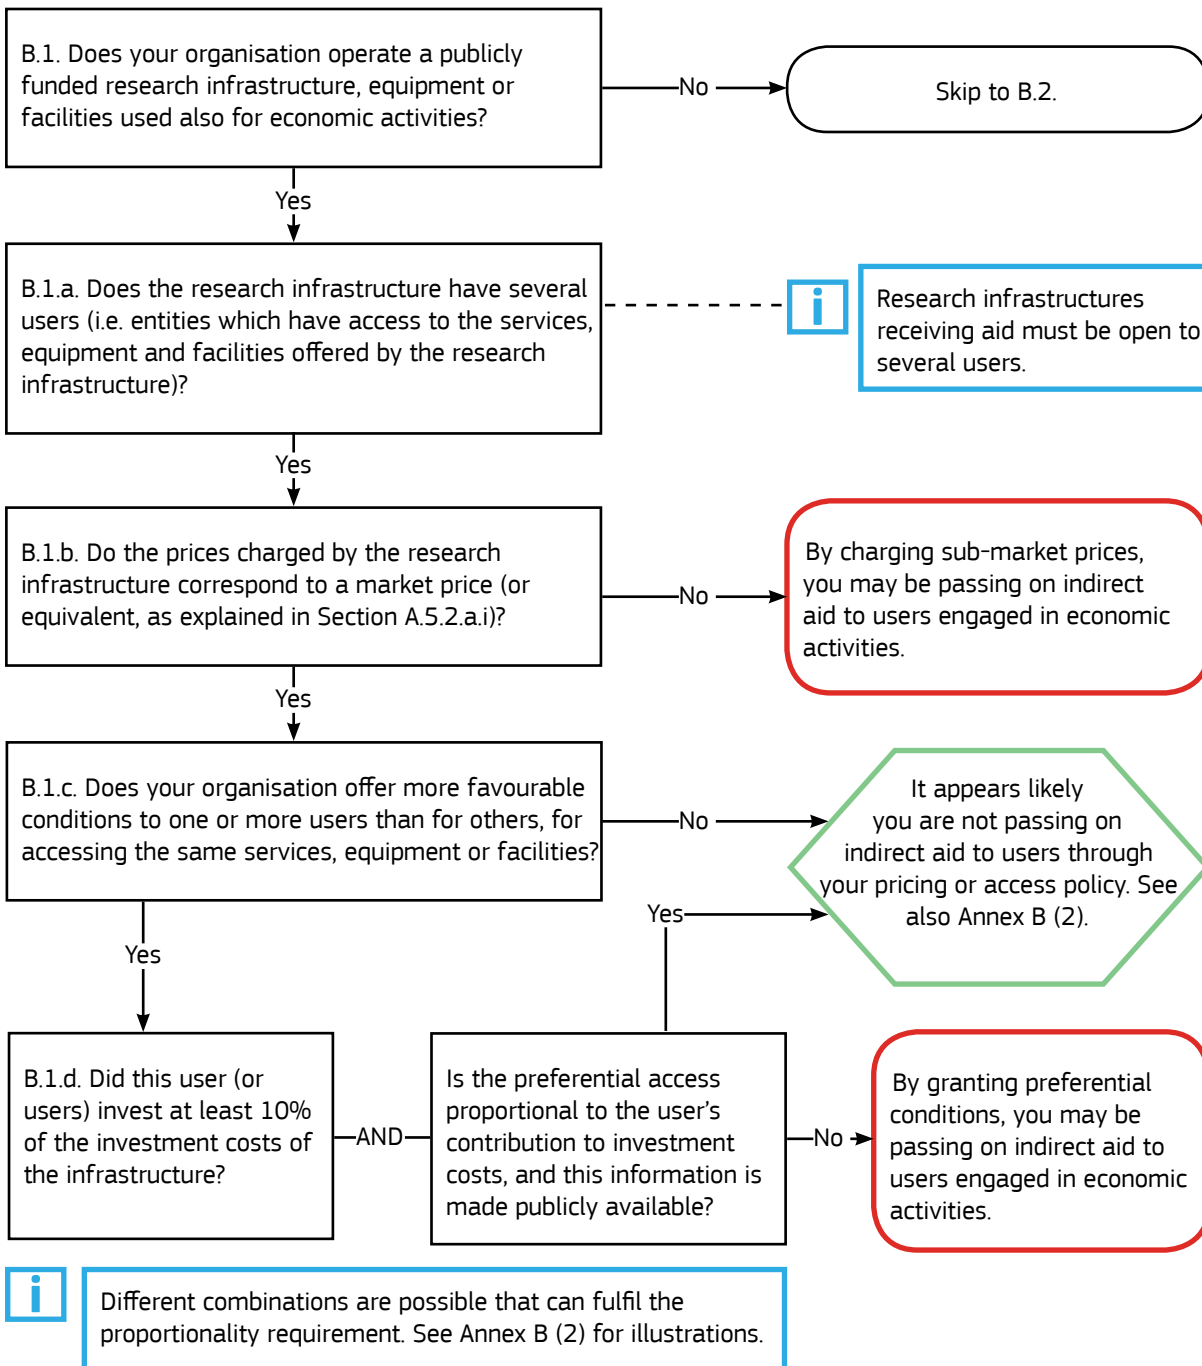 B.1. Does your organisation operate a publicly
funded research infrastructure, equipment or
facilities used also for economic activities?
No
Skip to B.2.
Yes
B.1.a. Does the research infrastructure have several
users (i.e. entities which have access to the services,
equipment and facilities offered by the research
infrastructure)?
i
Research infrastructures
receiving aid must be open to
several users.
Yes
B.1.b. Do the prices charged by the research
infrastructure correspond to a market price (or
equivalent, as explained in Section A.5.2.a.i)?
No
By charging sub-market prices,
you may be passing on indirect
aid to users engaged in economic
activities.
Yes
B.1.c. Does your organisation offer more favourable
conditions to one or more users than for others, for
accessing the same services, equipment or facilities?
No
It appears likely
you are not passing on
indirect aid to users through
your pricing or access policy. See
also Annex B (2).
Yes
Yes
B.1.d. Did this user (or
users) invest at least 10%
of the investment costs of
the infrastructure?
AND
Is the preferential access
proportional to the user's
contribution to investment
costs, and this information is
made publicly available?
No
By granting preferential
conditions, you may be
passing on indirect aid to
users engaged in economic
activities.
i
Different combinations are possible that can fulfil the
proportionality requirement. See Annex B (2) for illustrations.